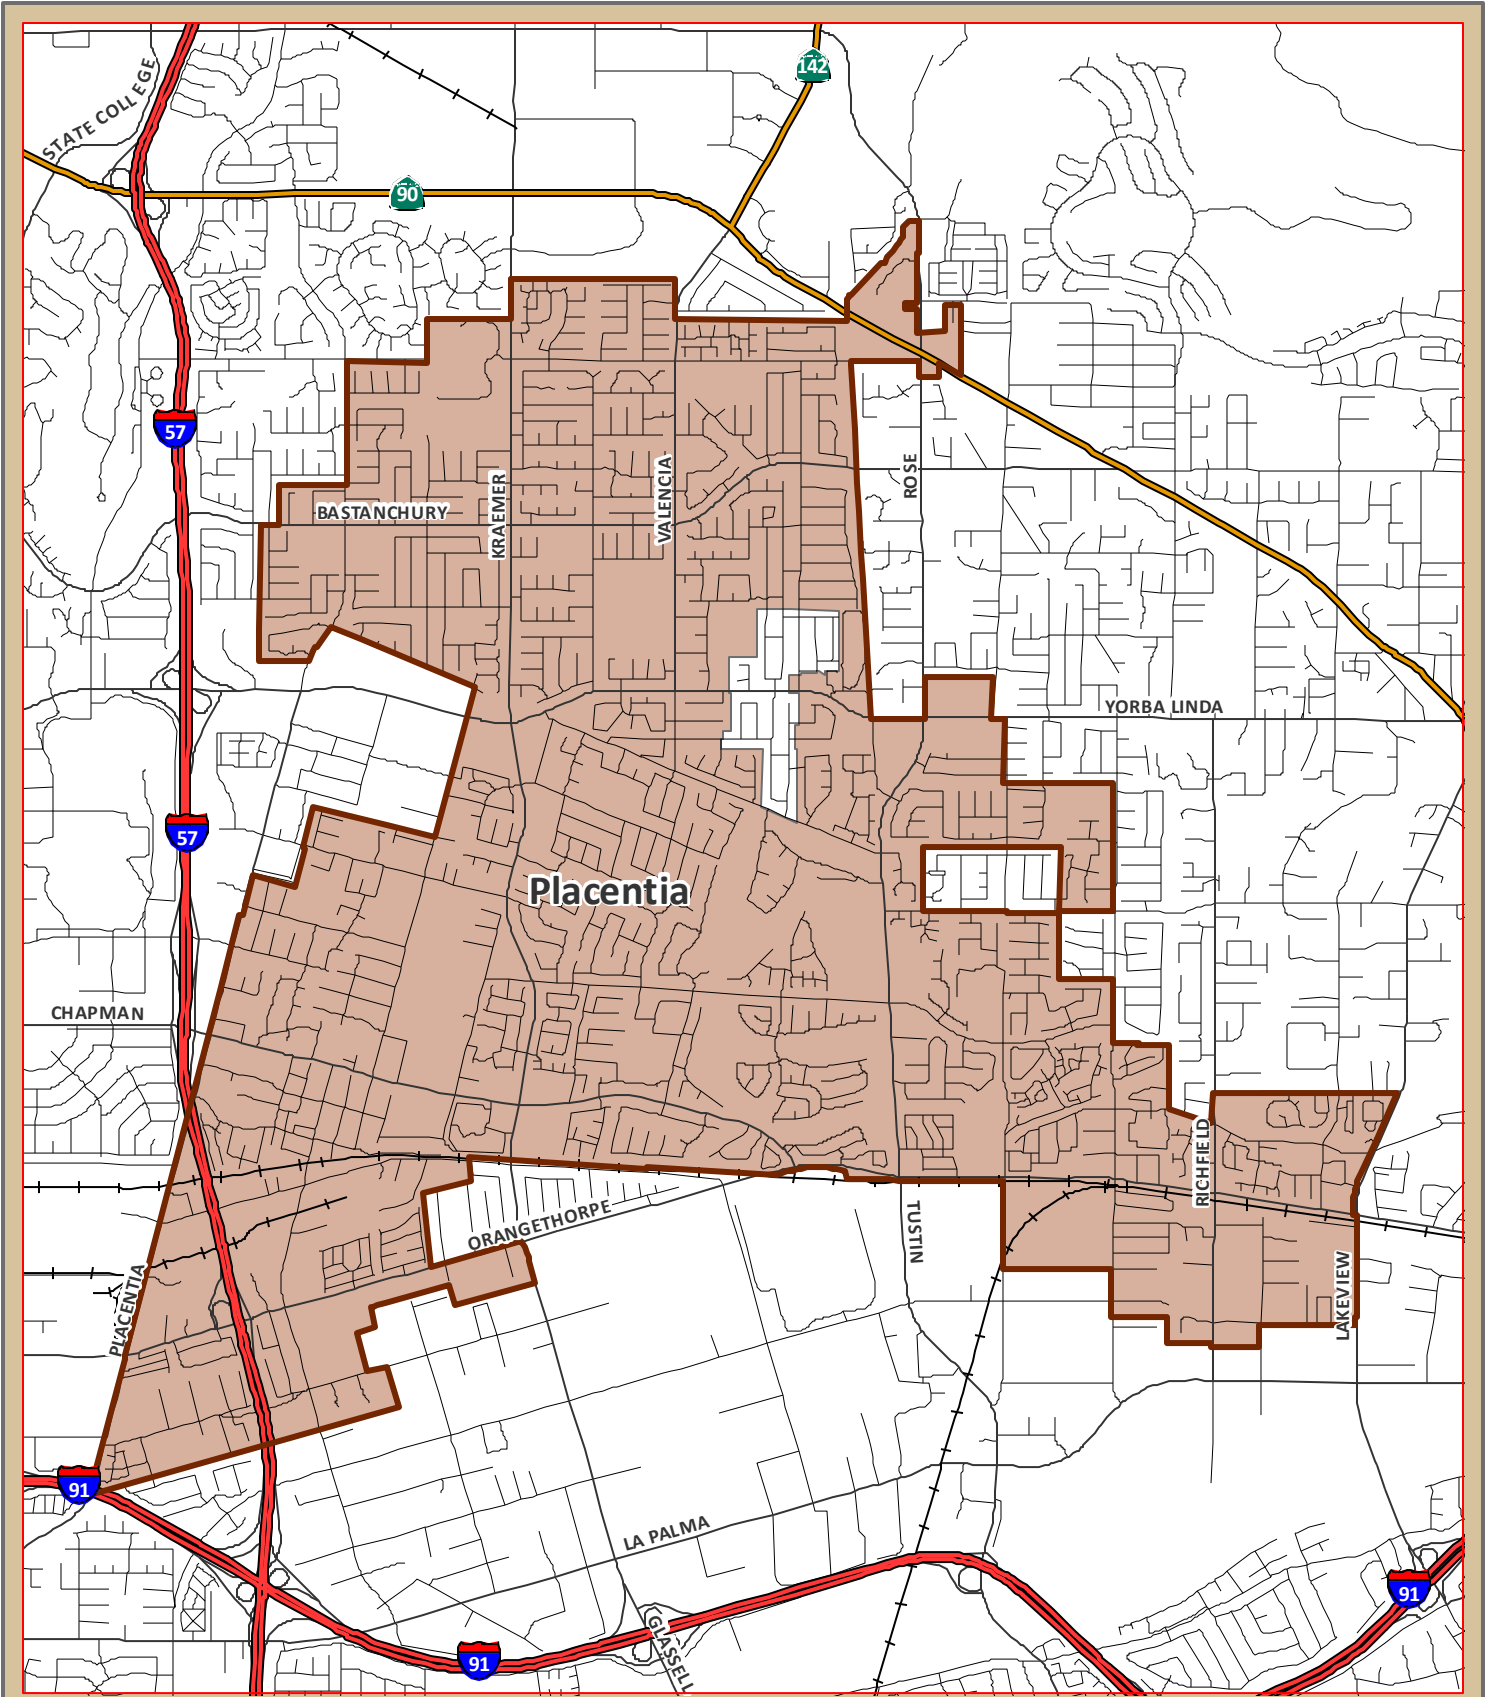 142
STATE COLLEGE
90
57
ROSE
VALENCIA
KRAEMER
BASTANCHURY
YORBA LINDA
57
Placentia
CHAPMAN
RICHFIELD
ORANGETHORPE
TUSTIN
PLACENTIA
LAKEVIEW
91
LA PALMA
91
GLASSELL
91